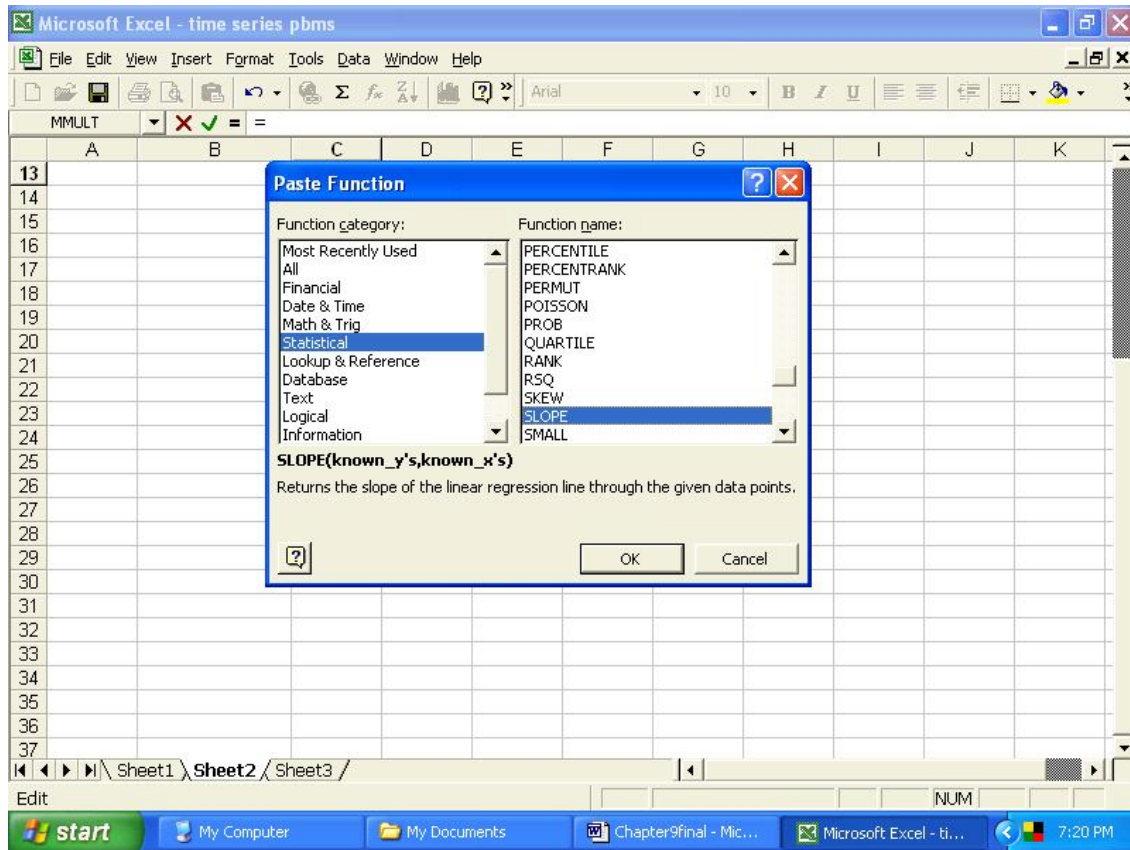 Microsoft Excel - time series pbms
File Edit View Insert Format Tools Data Window Help
Σ fx Arial 10 B I U
MMULT = =
A B C D E F G H I J K
13
14
15
16
17
18
19
20
21
22
23
24
25
26
27
28
29
30
31
32
33
34
35
36
37
Paste Function
Function category: Function name:
Most Recently Used PERCENTILE
All PERCENTRANK
Financial PERMUT
Date & Time POISSON
Math & Trig PROB
Statistical QUARTILE
Lookup & Reference RANK
Database RSQ
Text SKEW
Logical SLOPE
Information SMALL
SLOPE(known_y's,known_x's)
Returns the slope of the linear regression line through the given data points.
OK Cancel
Sheet1 Sheet2 Sheet3
Edit NUM
start My Computer My Documents Chapter9final - Mic... Microsoft Excel - ti... 7:20 PM